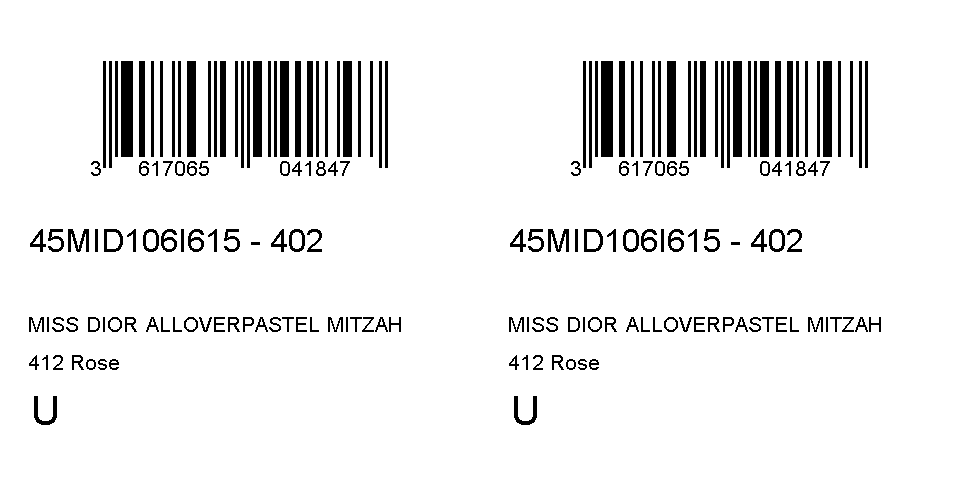 3 617065 041847
45MID106I615 - 402
MISS DIOR ALLOVERPASTEL MITZAH
412 Rose
U
3 617065 041847
45MID106I615 - 402
MISS DIOR ALLOVERPASTEL MITZAH
412 Rose
U